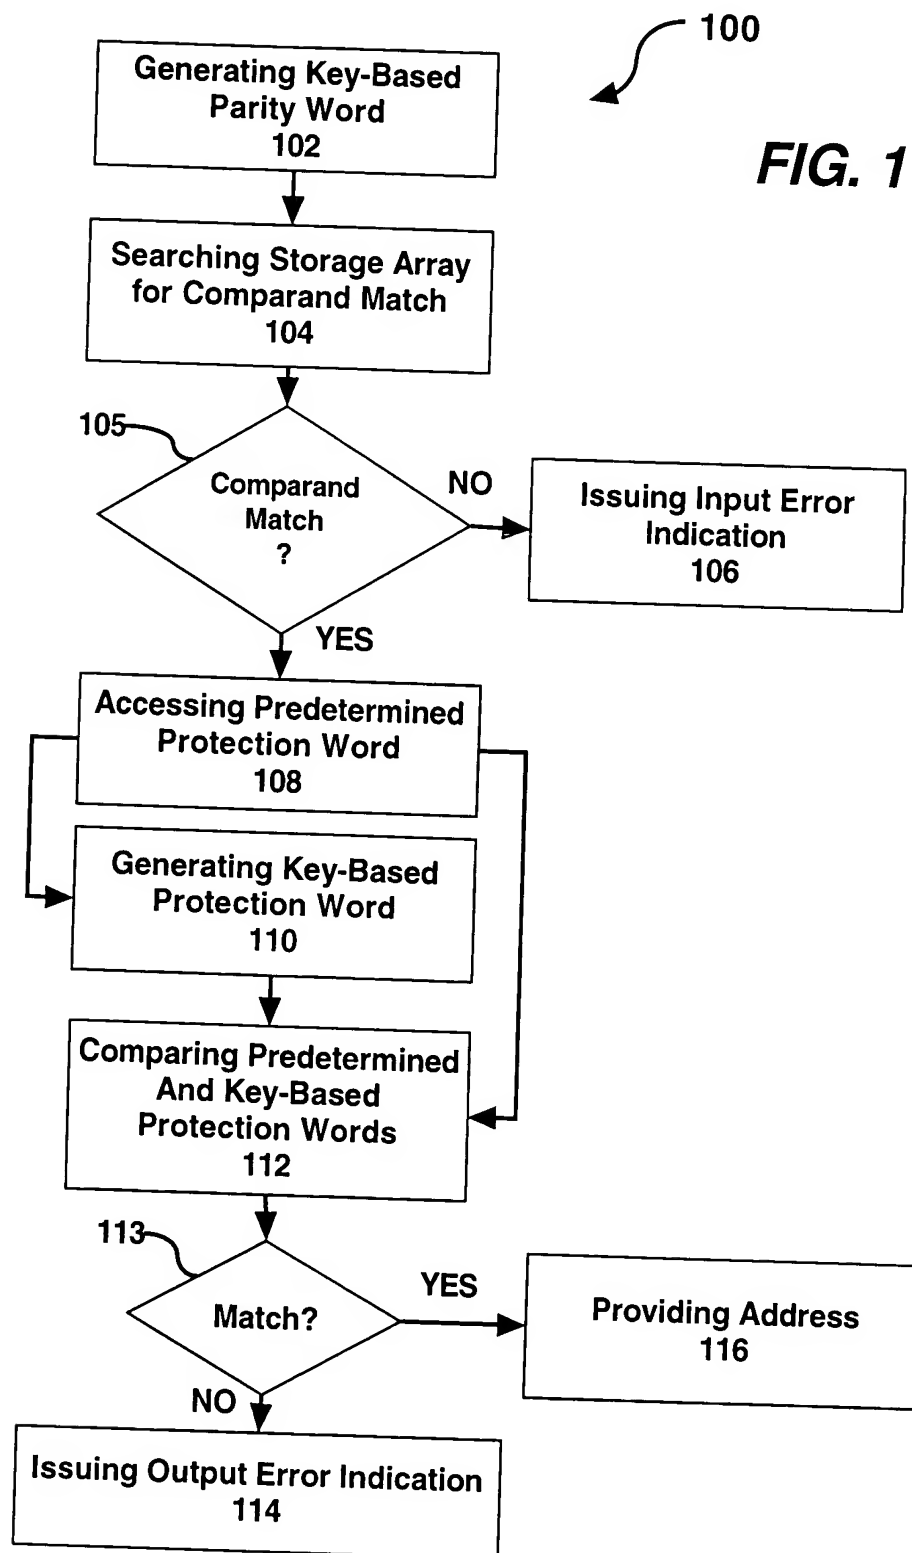 100
FIG. 1
Generating Key-Based
Parity Word
102
Searching Storage Array
for Comparand Match
104
105
Comparand
Match
?
NO
Issuing Input Error
Indication
106
YES
Accessing Predetermined
Protection Word
108
Generating Key-Based
Protection Word
110
Comparing Predetermined
And Key-Based
Protection Words
112
113
Match?
YES
Providing Address
116
NO
Issuing Output Error Indication
114